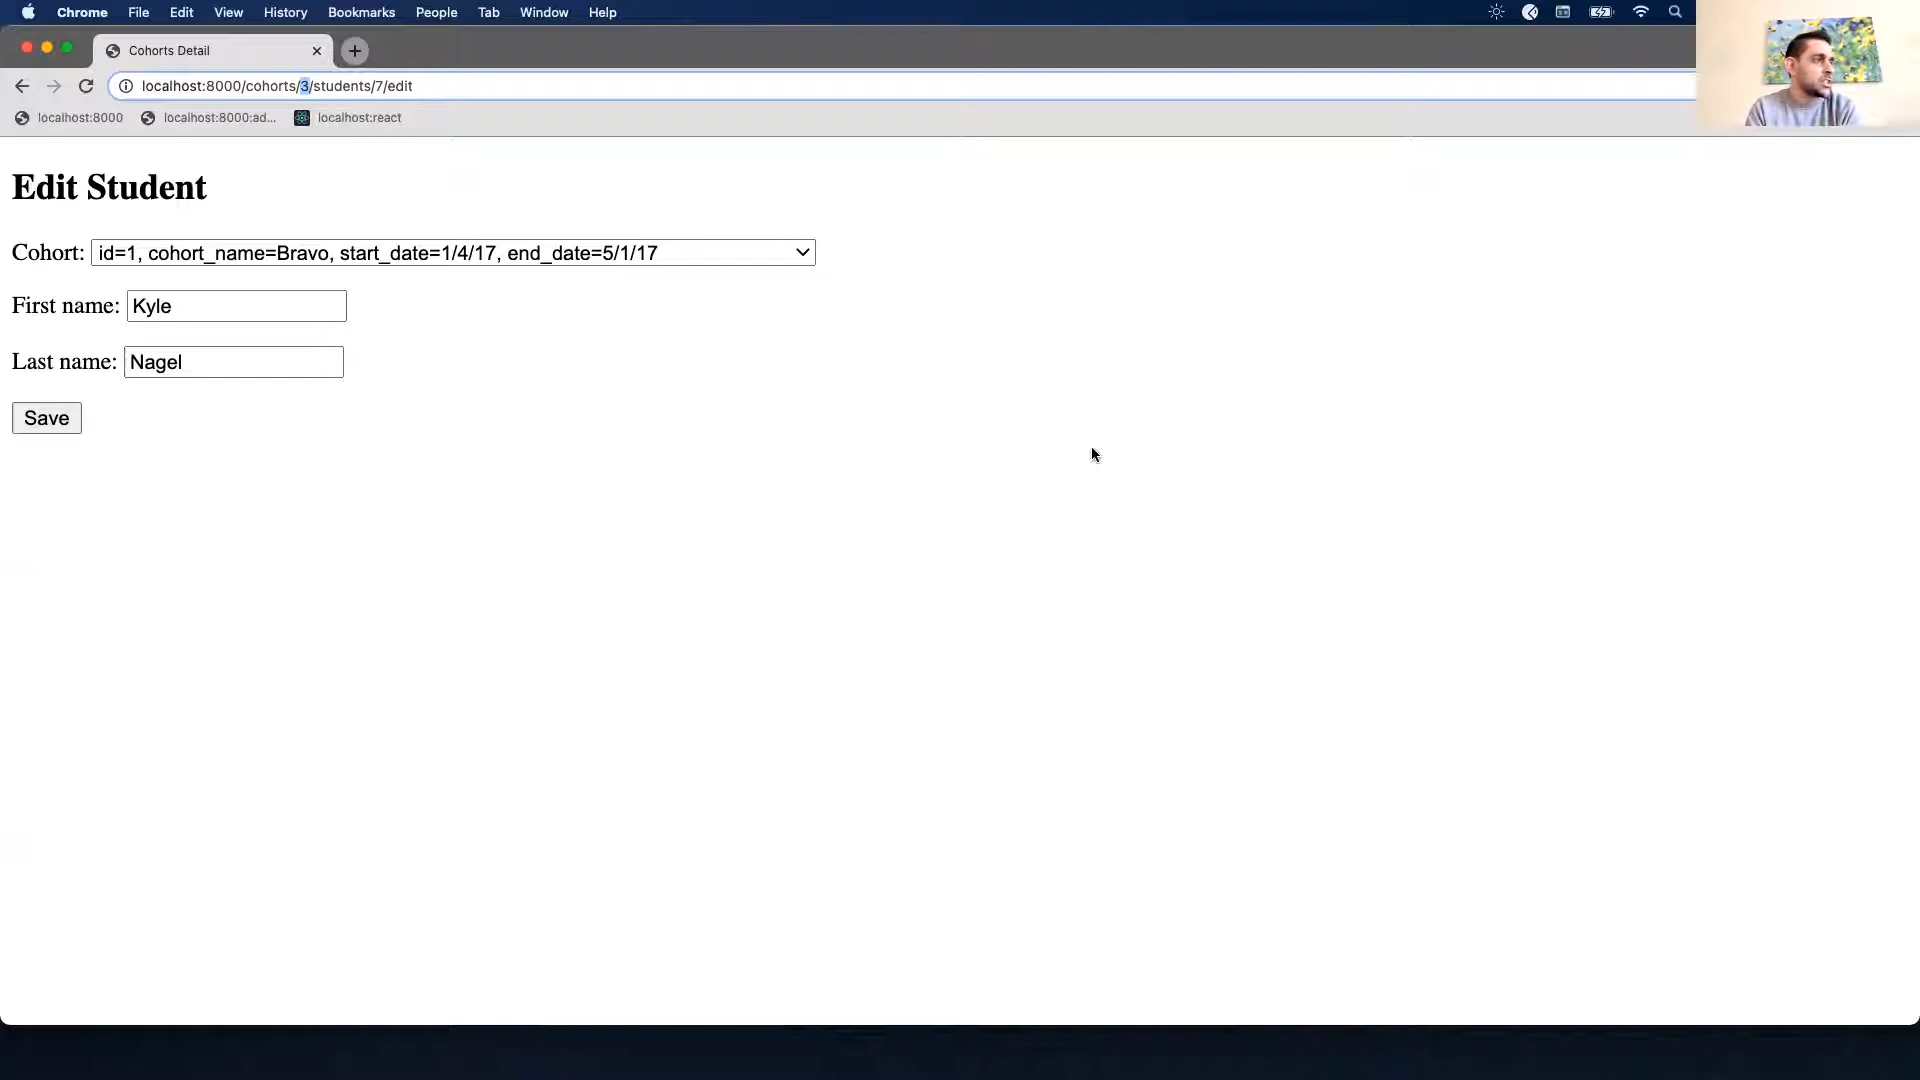 Chrome File Edit View History Bookmarks People Tab Window Help
Cohorts Detail
localhost:8000/cohorts/3/students/7/edit
localhost:8000 localhost:8000:ad... localhost:react
Edit Student
Cohort: id=1, cohort_name=Bravo, start_date=1/4/17, end_date=5/1/17
First name: Kyle
Last name: Nagel
Save